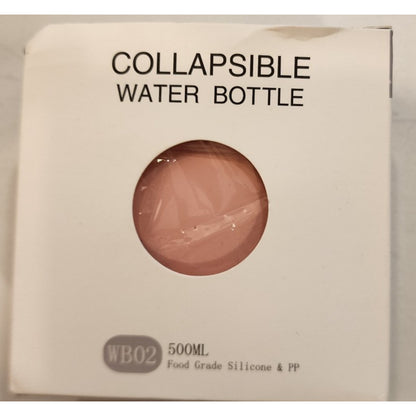 COLLAPSIBLE
WATER BOTTLE
WB02
500ML
Food Grade Silicone & PP